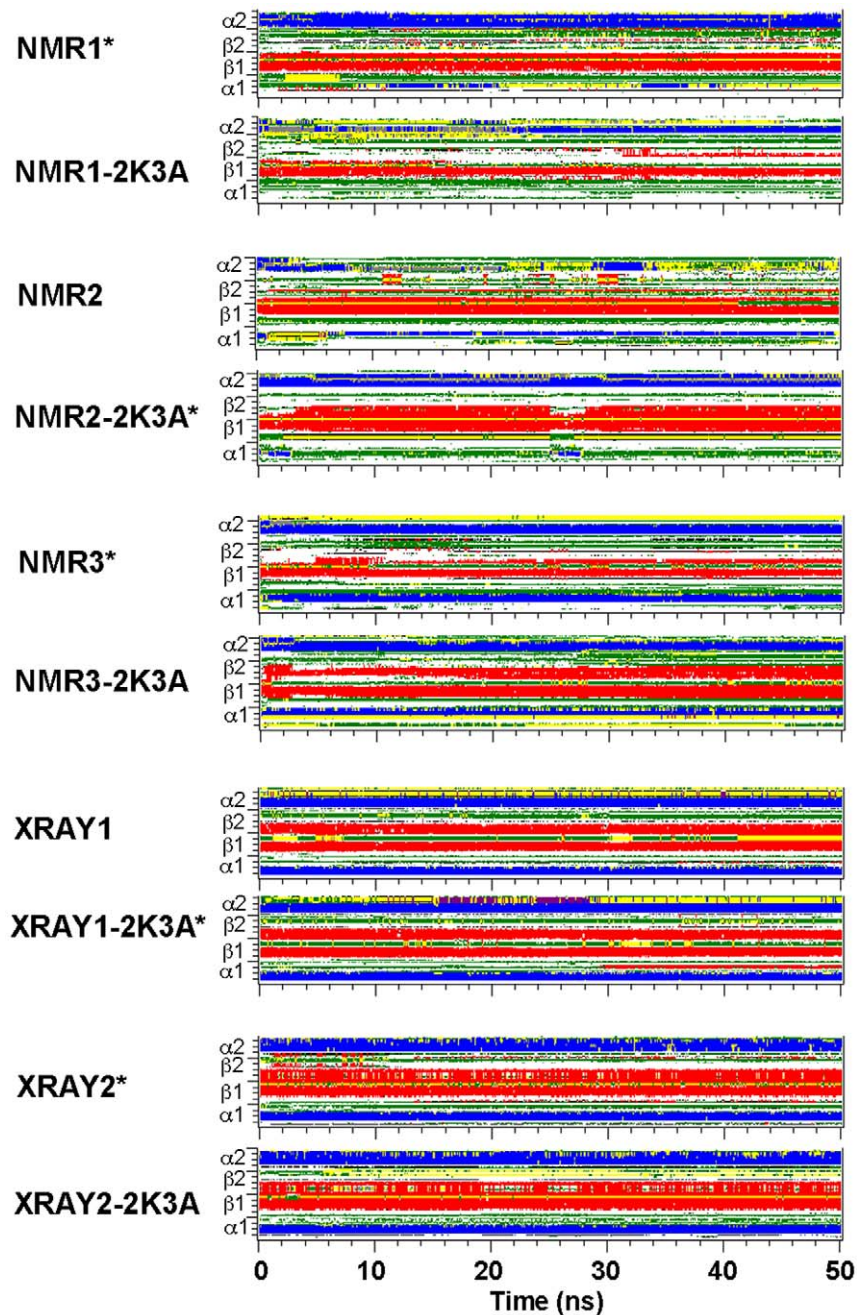 NMR1*
α2
β2
β1
α1
NMR1-2K3A
α2
β2
β1
α1
NMR2
α2
β2
β1
α1
NMR2-2K3A*
α2
β2
β1
α1
NMR3*
α2
β2
β1
α1
NMR3-2K3A
α2
β2
β1
α1
XRAY1
α2
β2
β1
α1
XRAY1-2K3A*
α2
β2
β1
α1
XRAY2*
α2
β2
β1
α1
XRAY2-2K3A
α2
β2
β1
α1
0 10 20 30 40 50
Time (ns)